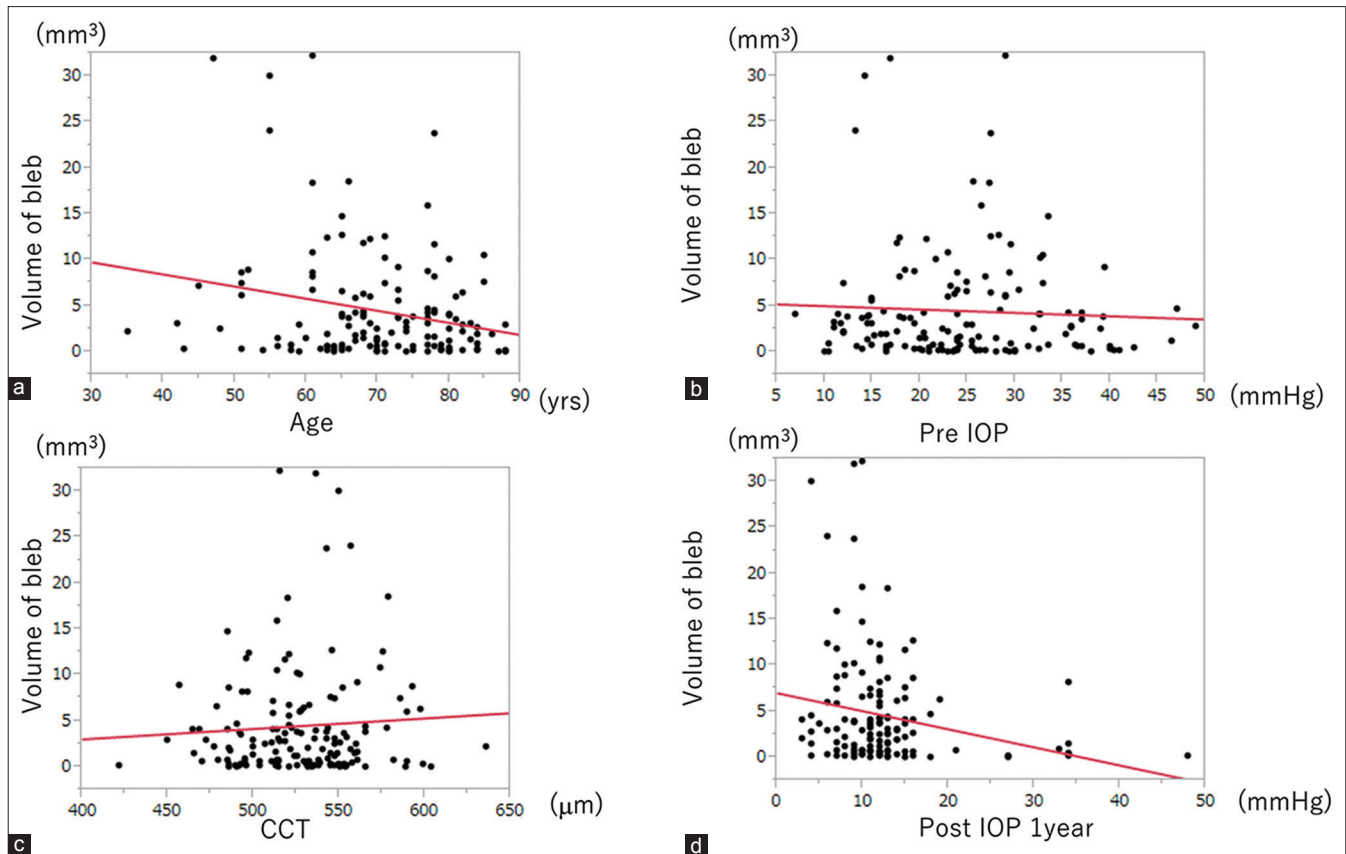 (mm³)
30
25
20
15
10
5
0
Volume of bleb
30 40 50 60 70 80 90 (yrs)
Age
a
(mm³)
30
25
20
15
10
5
0
Volume of bleb
5 10 15 20 25 30 35 40 45 50 (mmHg)
Pre IOP
b
(mm³)
30
25
20
15
10
5
0
Volume of bleb
400 450 500 550 600 650 (μm)
CCT
c
(mm³)
30
25
20
15
10
5
0
Volume of bleb
0 10 20 30 40 50 (mmHg)
Post IOP 1year
d